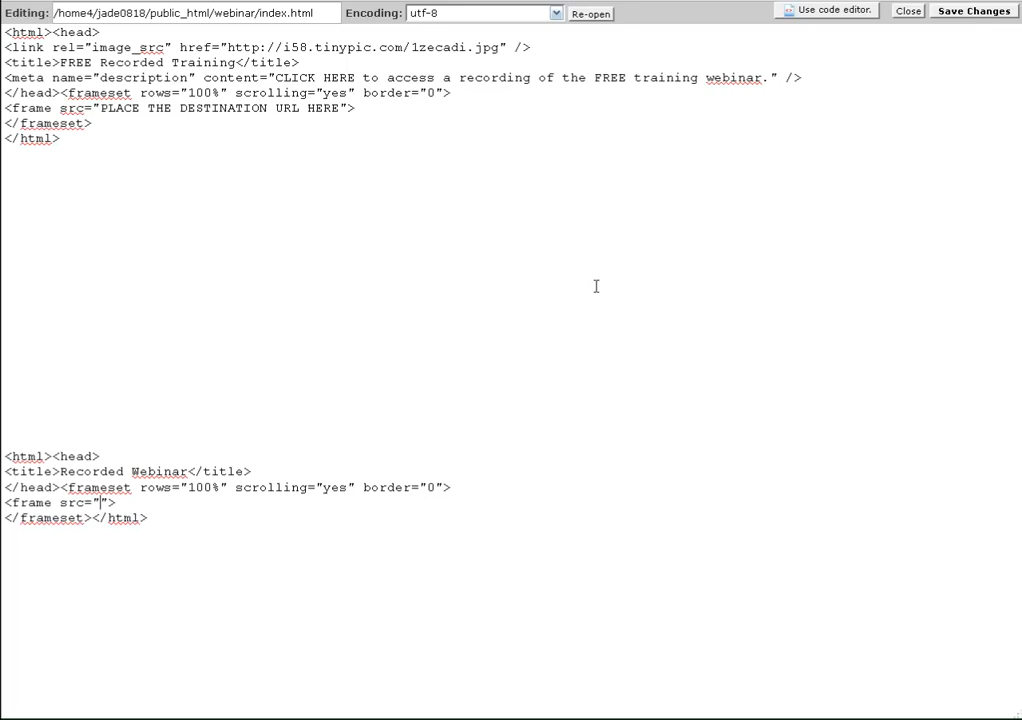 Editing: /home4/jade0818/public_html/webinar/index.html Encoding: utf-8 Re-open Use code editor. Close Save Changes
<html><head>
<link rel="image_src" href="http://i58.tinypic.com/1zecadi.jpg" />
<title>FREE Recorded Training</title>
<meta name="description" content="CLICK HERE to access a recording of the FREE training webinar." />
</head><frameset rows="100%" scrolling="yes" border="0">
<frame src="PLACE THE DESTINATION URL HERE">
</frameset>
</html>
<html><head>
<title>Recorded Webinar</title>
</head><frameset rows="100%" scrolling="yes" border="0">
<frame src="">
</frameset></html>